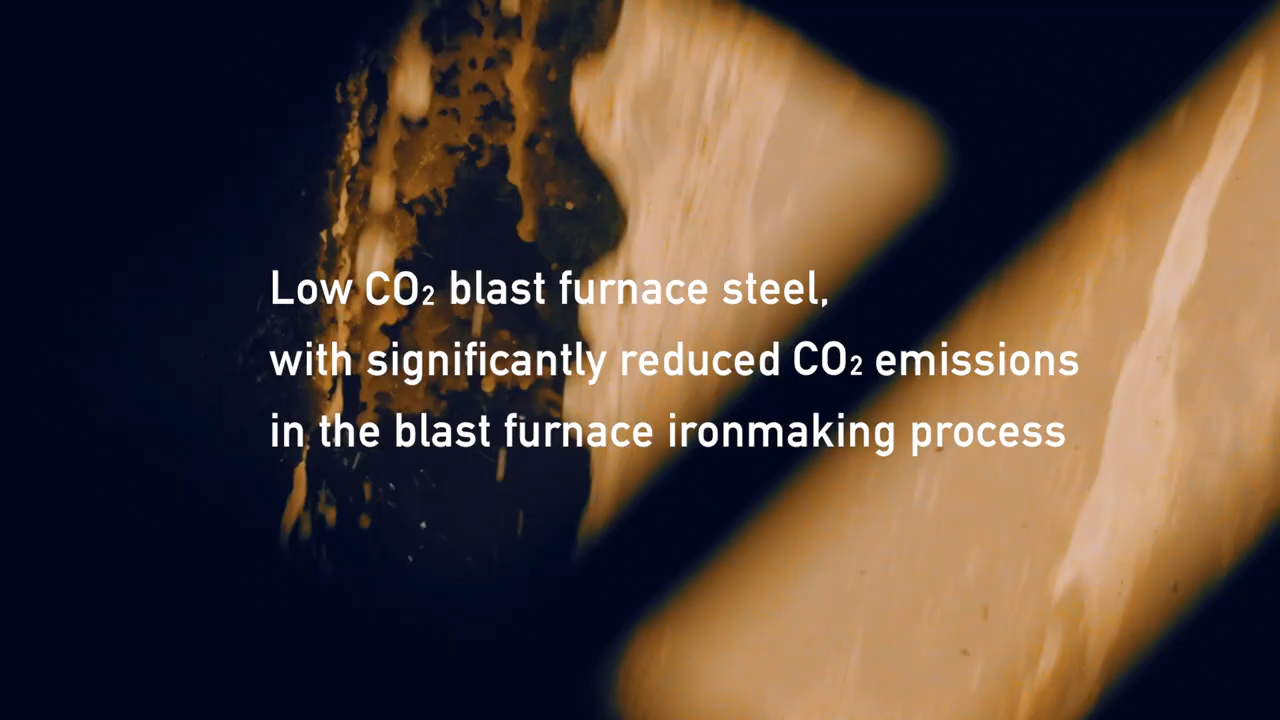 Low CO₂ blast furnace steel,
with significantly reduced CO₂ emissions
in the blast furnace ironmaking process